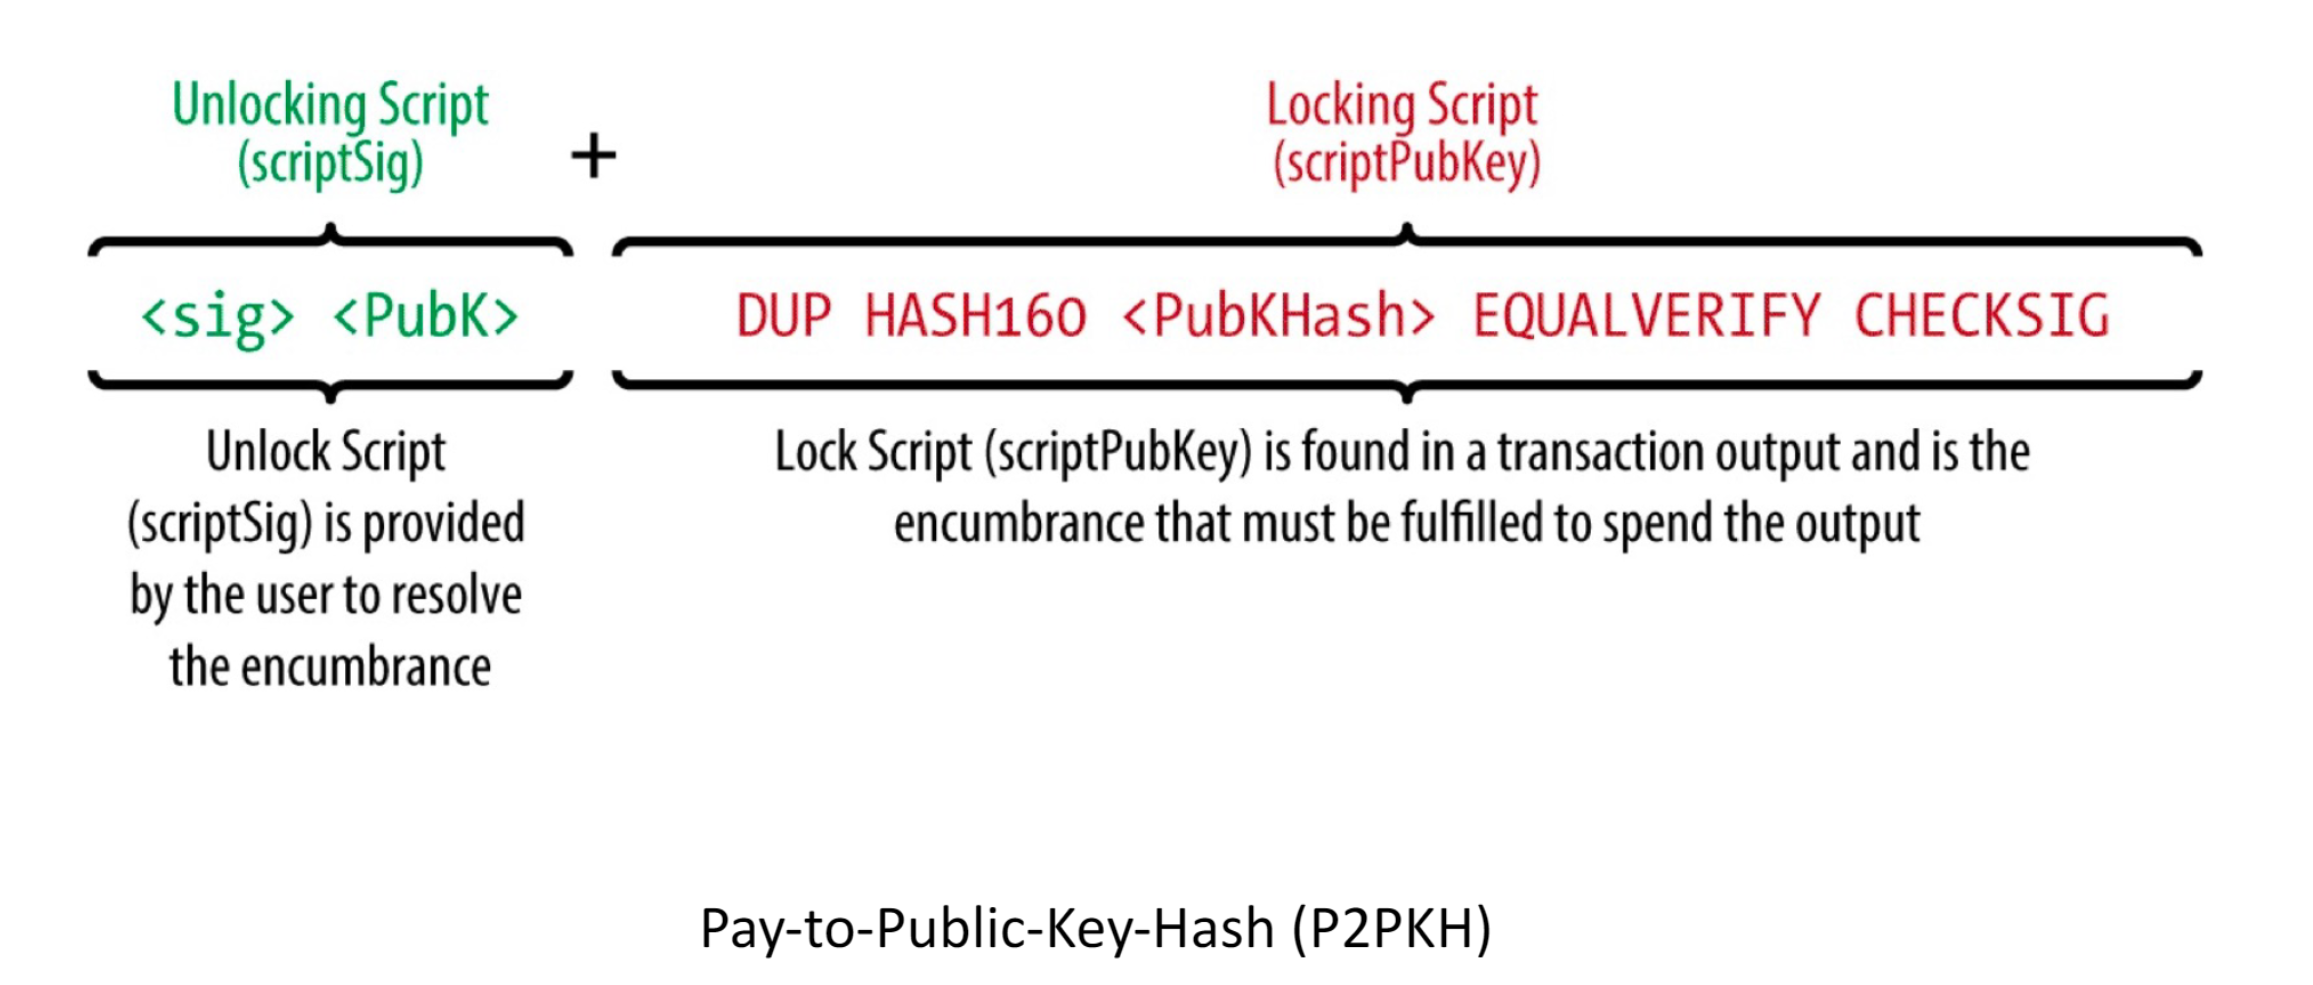 Unlocking Script
(scriptSig)
+
Locking Script
(scriptPubKey)
<sig> <PubK>
DUP HASH160 <PubKHash> EQUALVERIFY CHECKSIG
Unlock Script
(scriptSig) is provided
by the user to resolve
the encumbrance
Lock Script (scriptPubKey) is found in a transaction output and is the
encumbrance that must be fulfilled to spend the output
Pay-to-Public-Key-Hash (P2PKH)